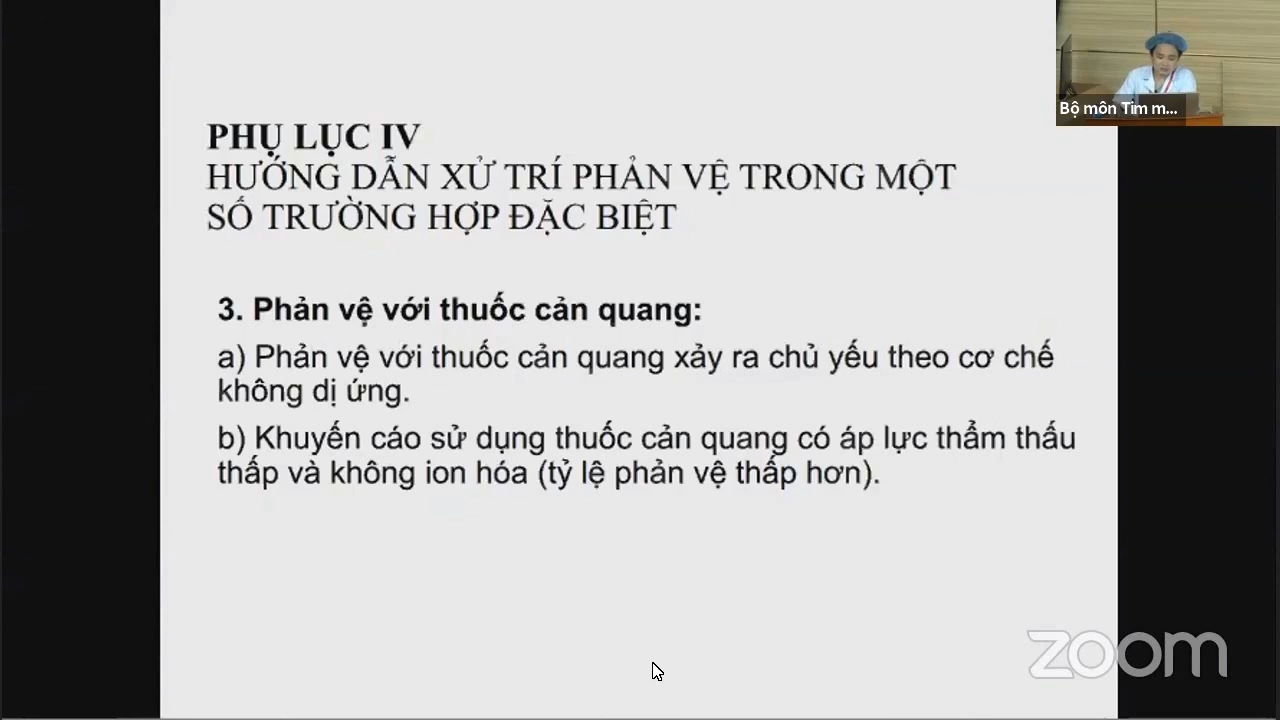 Bộ môn Tim m...
PHỤ LỤC IV
HƯỚNG DẪN XỬ TRÍ PHẢN VỆ TRONG MỘT
SỐ TRƯỜNG HỢP ĐẶC BIỆT
3. Phản vệ với thuốc cản quang:
a) Phản vệ với thuốc cản quang xảy ra chủ yếu theo cơ chế
không dị ứng.
b) Khuyến cáo sử dụng thuốc cản quang có áp lực thẩm thấu
thấp và không ion hóa (tỷ lệ phản vệ thấp hơn).
zoom